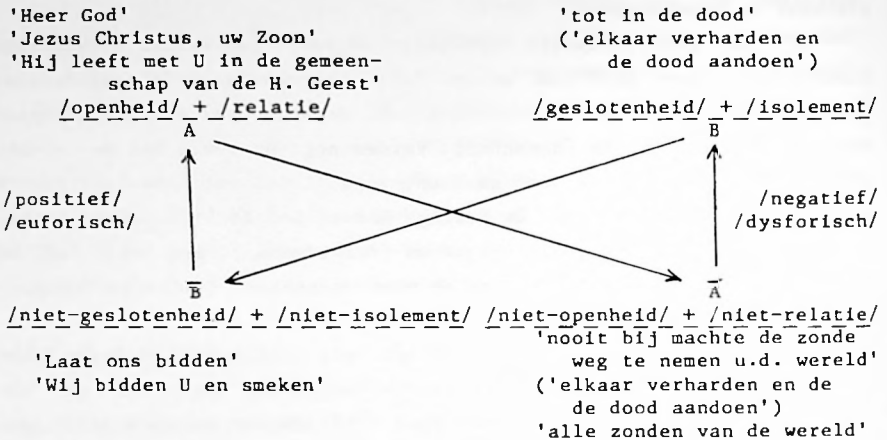 'Heer God'
'Jezus Christus, uw Zoon'
'Hij leeft met U in de gemeen-
schap van de H. Geest'
/openheid/ + /relatie/
A
'tot in de dood'
('elkaar verharden en
de dood aandoen')
/geslotenheid/ + /isolement/
B
/positief/
/euforisch/
/negatief/
/dysforisch/
B̅
/niet-geslotenheid/ + /niet-isolement/
'Laat ons bidden'
'Wij bidden U en smeken'
A̅
/niet-openheid/ + /niet-relatie/
'nooit bij machte de zonde
weg te nemen u.d. wereld'
('elkaar verharden en de
de dood aandoen')
'alle zonden van de wereld'